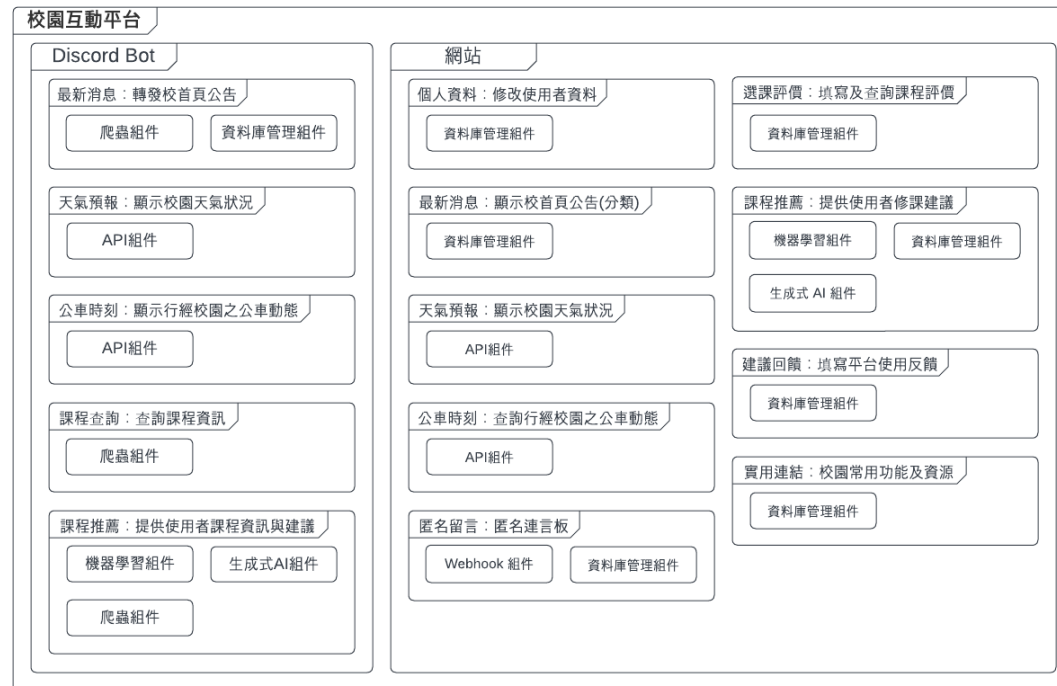 校園互動平台
Discord Bot
最新消息：轉發校首頁公告
爬蟲組件
資料庫管理組件
天氣預報：顯示校園天氣狀況
API組件
公車時刻：顯示行經校園之公車動態
API組件
課程查詢：查詢課程資訊
爬蟲組件
課程推薦：提供使用者課程資訊與建議
機器學習組件
生成式AI組件
爬蟲組件
網站
個人資料：修改使用者資料
資料庫管理組件
最新消息：顯示校首頁公告(分類)
資料庫管理組件
天氣預報：顯示校園天氣狀況
API組件
公車時刻：查詢行經校園之公車動態
API組件
匿名留言：匿名連言板
Webhook 組件
資料庫管理組件
選課評價：填寫及查詢課程評價
資料庫管理組件
課程推薦：提供使用者修課建議
機器學習組件
資料庫管理組件
生成式 AI 組件
建議回饋：填寫平台使用反饋
資料庫管理組件
實用連結：校園常用功能及資源
資料庫管理組件